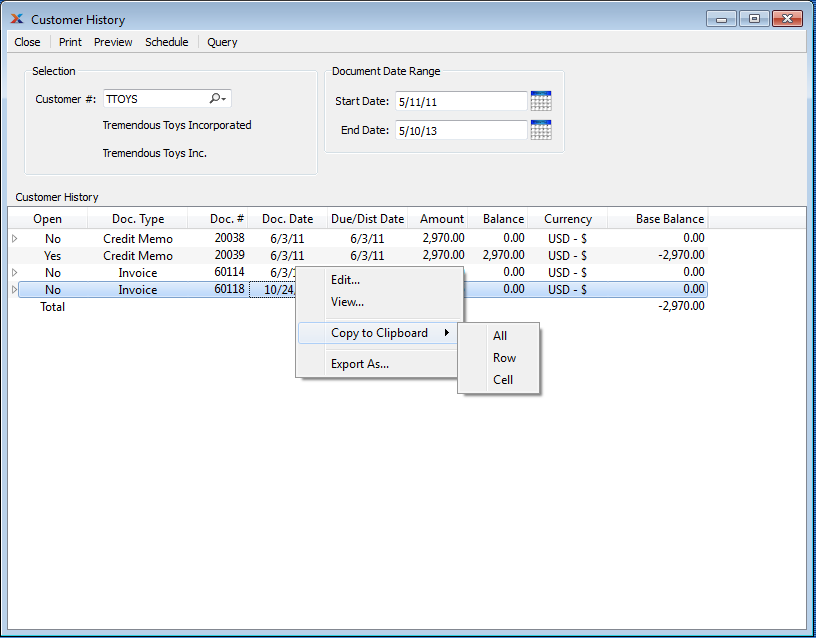 Customer History
Close Print Preview Schedule Query
Selection
Customer #: TTOYS
Tremendous Toys Incorporated
Tremendous Toys Inc.
Document Date Range
Start Date: 5/11/11
End Date: 5/10/13
Customer History
Open Doc. Type Doc. # Doc. Date Due/Dist Date Amount Balance Currency Base Balance
No Credit Memo 20038 6/3/11 6/3/11 2,970.00 0.00 USD - $ 0.00
Yes Credit Memo 20039 6/3/11 6/3/11 2,970.00 2,970.00 USD - $ -2,970.00
No Invoice 60114 6/3/1 0.00 USD - $ 0.00
No Invoice 60118 10/24, 0.00 USD - $ 0.00
Total -2,970.00
Edit...
View...
Copy to Clipboard
Export As...
All
Row
Cell